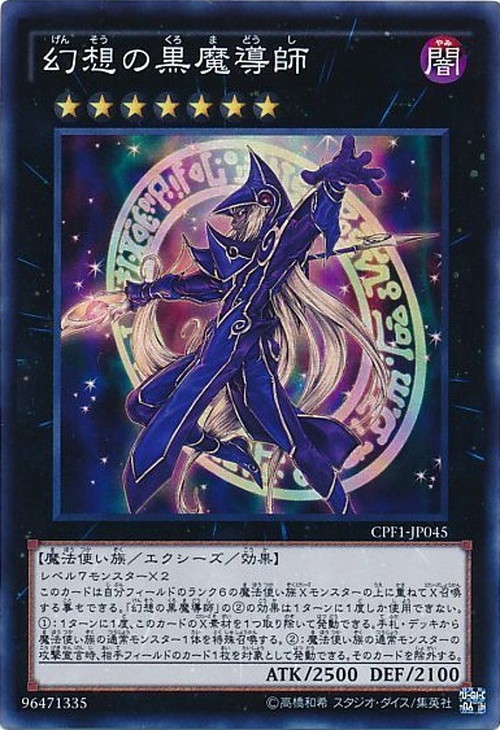 幻想の黒魔導師
闇
CPF1-JP045
【魔法使い族/エクシーズ/効果】
レベル7モンスター×2
このカードは自分フィールドのランク6の魔法使い族Xモンスターの上に重ねてX召喚
する事もできる。「幻想の黒魔導師」の②の効果は1ターンに1度しか使用できない。
①:1ターンに1度、このカードのX素材を1つ取り除いて発動できる。手札・デッキから
魔法使い族の通常モンスター1体を特殊召喚する。②:魔法使い族の通常モンスターの
攻撃宣言時、相手フィールドのカード1枚を対象として発動できる。そのカードを除外する。
ATK/2500 DEF/2100
96471335
©高橋和希 スタジオ・ダイス/集英社